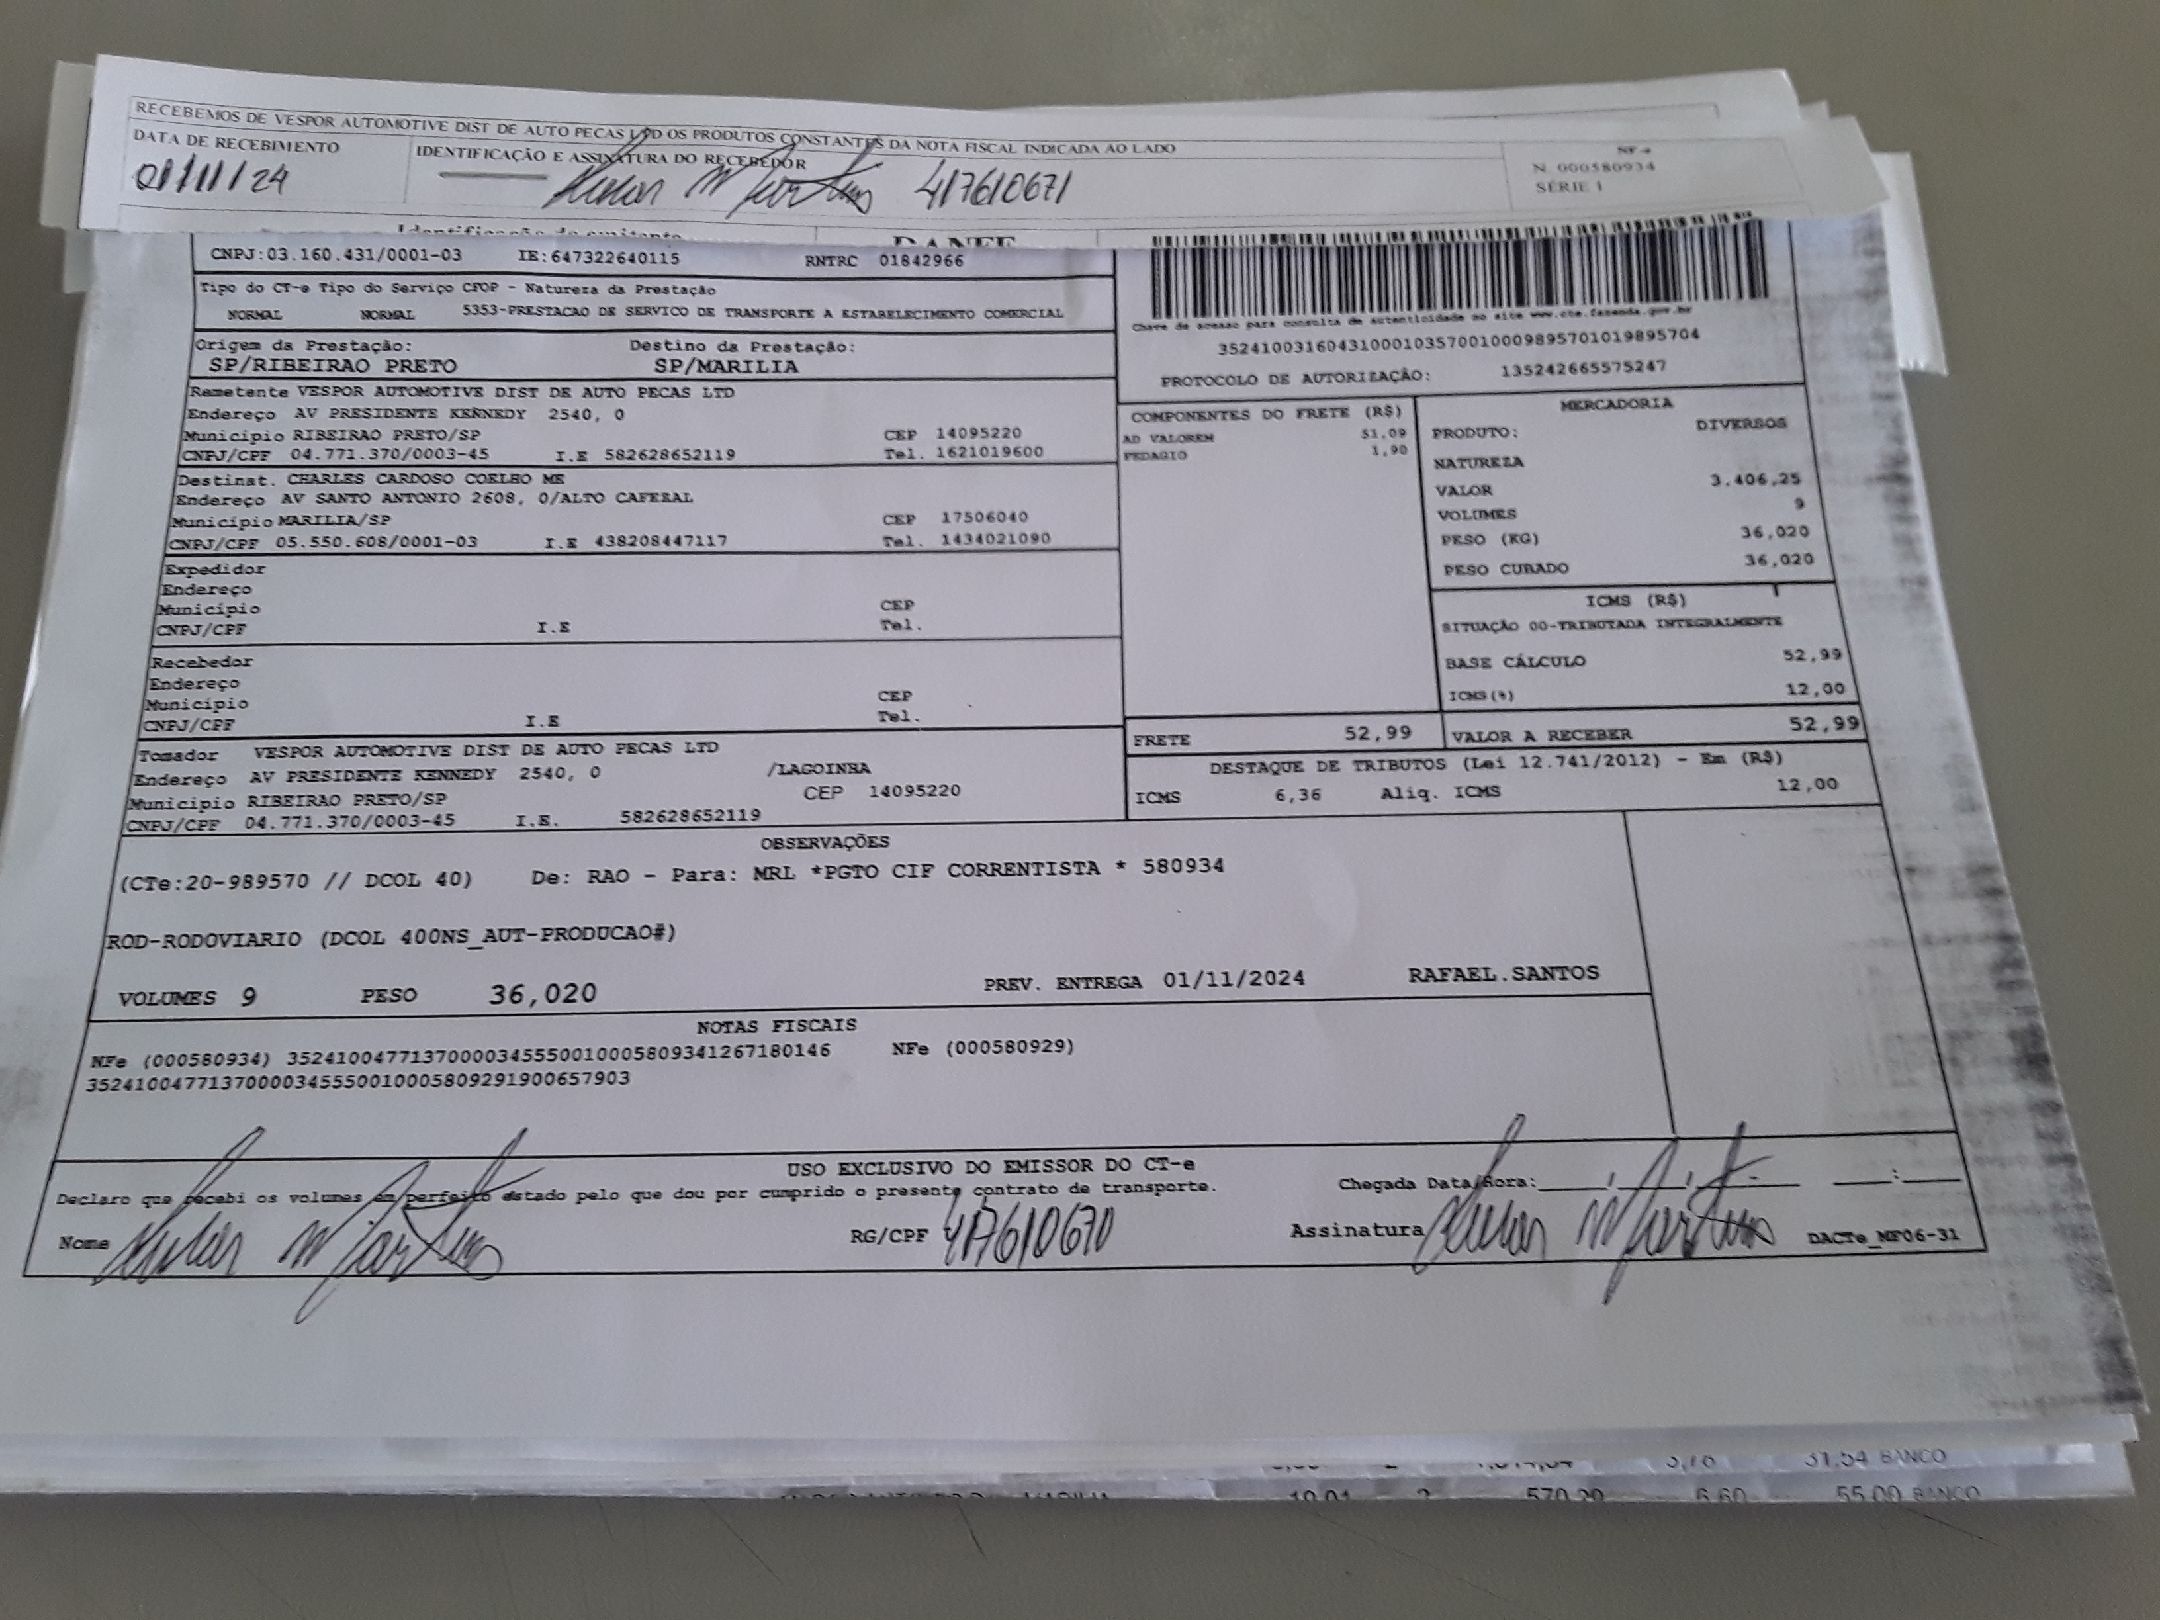 RECEBEMOS DE VESPOR AUTOMOTIVE DIST DE AUTO PECAS LTD OS PRODUTOS CONSTANTES DA NOTA FISCAL INDICADA AO LADO
DATA DE RECEBIMENTO IDENTIFICAÇÃO E ASSINATURA DO RECEBEDOR
01/11/24 417610671
NF-e
N. 000580934
SÉRIE 1
Identificação do emitente DANFE
CNPJ:03.160.431/0001-03 IE:647322640115 RNTRC 01842966
Tipo do CT-e Tipo do Serviço CFOP - Natureza da Prestação
NORMAL NORMAL 5353-PRESTACAO DE SERVICO DE TRANSPORTE A ESTABELECIMENTO COMERCIAL
Chave de acesso para consulta de autenticidade no site www.cte.fazenda.gov.br
35241003160431000103570010009895701019895704
PROTOCOLO DE AUTORIZAÇÃO: 135242665575247
Origem da Prestação: Destino da Prestação:
SP/RIBEIRAO PRETO SP/MARILIA
Remetente VESPOR AUTOMOTIVE DIST DE AUTO PECAS LTD
Endereço AV PRESIDENTE KENNEDY 2540, 0
Município RIBEIRAO PRETO/SP CEP 14095220
CNPJ/CPF 04.771.370/0003-45 I.E 582628652119 Tel. 1621019600
Destinat. CHARLES CARDOSO COELHO ME
Endereço AV SANTO ANTONIO 2608, 0/ALTO CAFEZAL
Município MARILIA/SP CEP 17506040
CNPJ/CPF 05.550.608/0001-03 I.E 438208447117 Tel. 1434021090
Expedidor
Endereço
Município CEP
CNPJ/CPF I.E Tel.
Recebedor
Endereço
Município CEP
CNPJ/CPF I.E Tel.
Tomador VESPOR AUTOMOTIVE DIST DE AUTO PECAS LTD
Endereço AV PRESIDENTE KENNEDY 2540, 0 /LAGOINHA
Município RIBEIRAO PRETO/SP CEP 14095220
CNPJ/CPF 04.771.370/0003-45 I.E. 582628652119
COMPONENTES DO FRETE (R$)
AD VALOREM 51,09
PEDAGIO 1,90
MERCADORIA
PRODUTO: DIVERSOS
NATUREZA
VALOR 3.406,25
VOLUMES 9
PESO (KG) 36,020
PESO CUBADO 36,020
ICMS (R$)
SITUAÇÃO 00-TRIBUTADA INTEGRALMENTE
BASE CÁLCULO 52,99
ICMS(%) 12,00
FRETE 52,99 VALOR A RECEBER 52,99
DESTAQUE DE TRIBUTOS (Lei 12.741/2012) - Em (R$)
ICMS 6,36 Aliq. ICMS 12,00
OBSERVAÇÕES
(CTe:20-989570 // DCOL 40) De: RAO - Para: MRL *PGTO CIF CORRENTISTA * 580934
ROD-RODOVIARIO (DCOL 400NS_AUT-PRODUCAO#)
VOLUMES 9 PESO 36,020 PREV. ENTREGA 01/11/2024 RAFAEL.SANTOS
NOTAS FISCAIS
NFe (000580934) 35241004771370000345550010005809341267180146 NFe (000580929)
35241004771370000345550010005809291900657903
USO EXCLUSIVO DO EMISSOR DO CT-e
Declaro que recebi os volumes em perfeito estado pelo que dou por cumprido o presente contrato de transporte. Chegada Data/Hora:
Nome RG/CPF 417610670 Assinatura DACTe_MF06-31
31,54 BANCO
10,01 2 570,20 6,60 55,00 BANCO